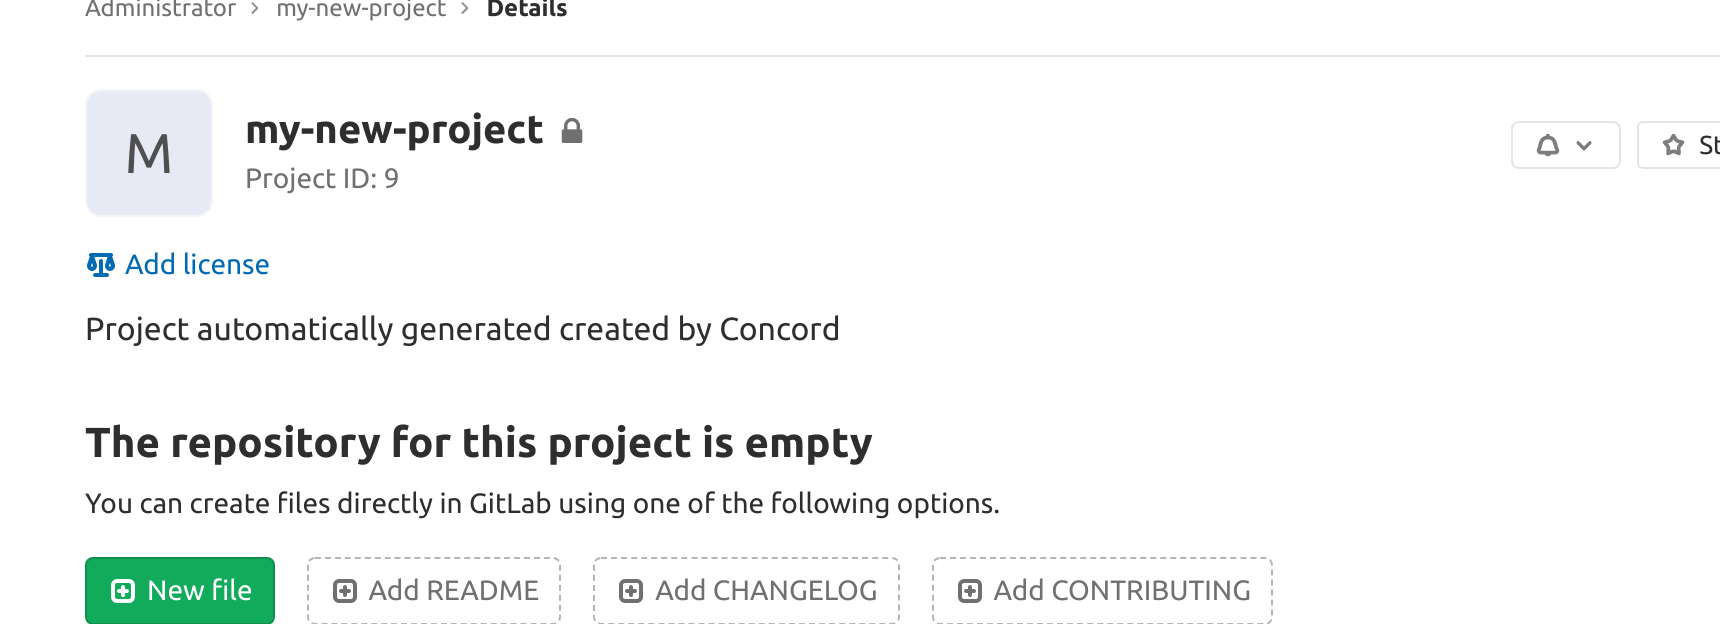 Administrator > my-new-project > Details
M
my-new-project
Project ID: 9
St
Add license
Project automatically generated created by Concord
The repository for this project is empty
You can create files directly in GitLab using one of the following options.
New file Add README Add CHANGELOG Add CONTRIBUTING